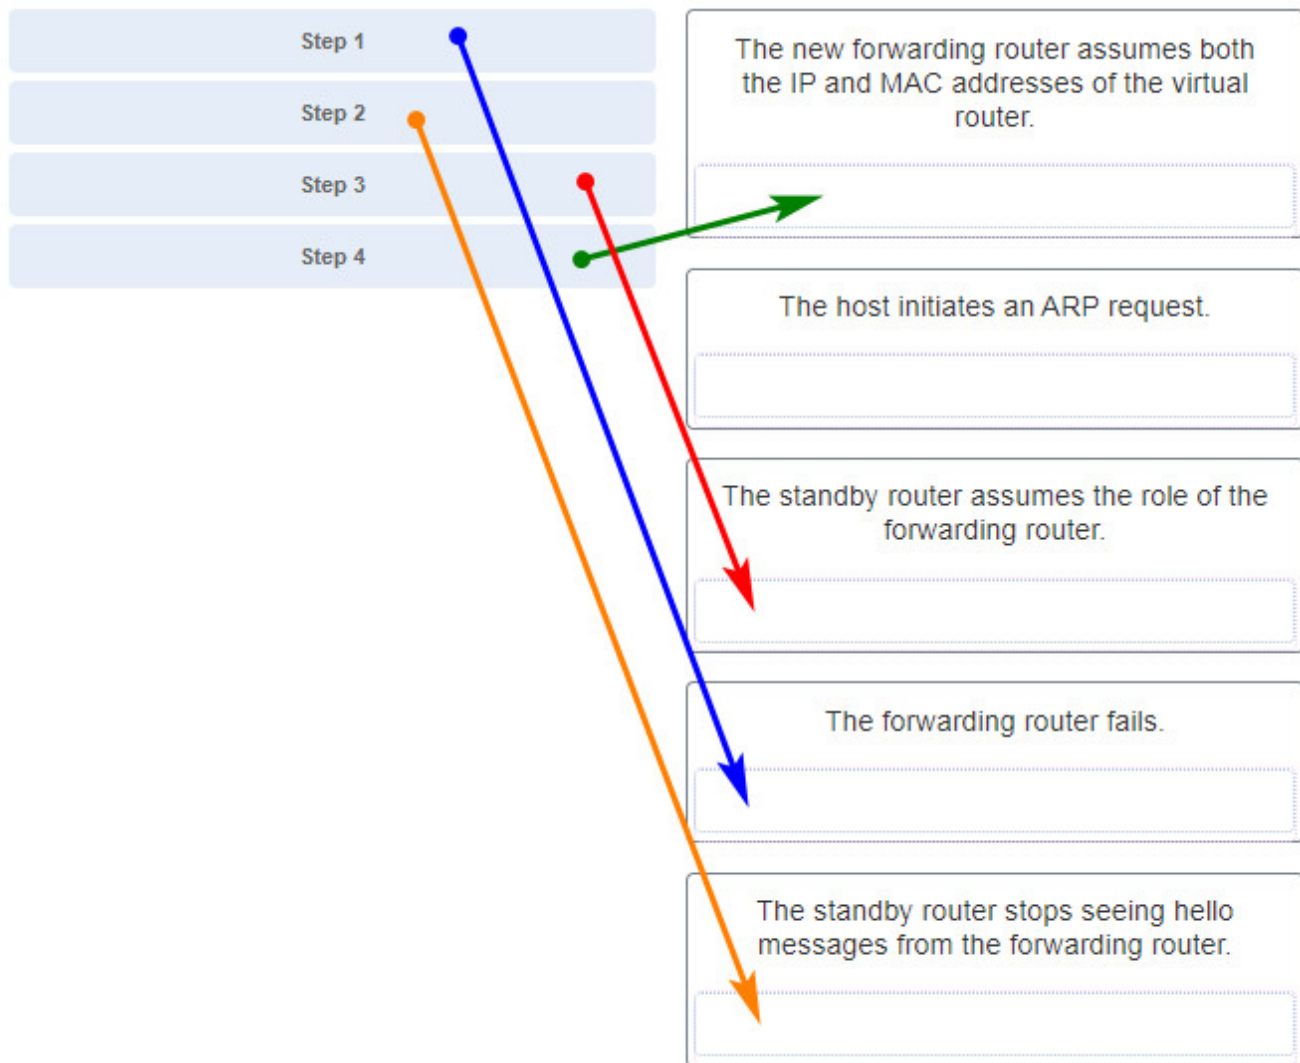 Step 1
Step 2
Step 3
Step 4
The new forwarding router assumes both
the IP and MAC addresses of the virtual
router.
The host initiates an ARP request.
The standby router assumes the role of the
forwarding router.
The forwarding router fails.
The standby router stops seeing hello
messages from the forwarding router.